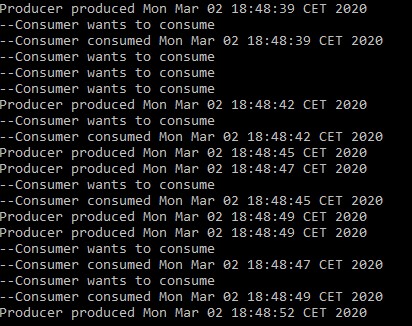 Producer produced Mon Mar 02 18:48:39 CET 2020
--Consumer wants to consume
--Consumer consumed Mon Mar 02 18:48:39 CET 2020
--Consumer wants to consume
--Consumer wants to consume
--Consumer wants to consume
Producer produced Mon Mar 02 18:48:42 CET 2020
--Consumer wants to consume
--Consumer consumed Mon Mar 02 18:48:42 CET 2020
Producer produced Mon Mar 02 18:48:45 CET 2020
Producer produced Mon Mar 02 18:48:47 CET 2020
--Consumer wants to consume
--Consumer consumed Mon Mar 02 18:48:45 CET 2020
Producer produced Mon Mar 02 18:48:49 CET 2020
Producer produced Mon Mar 02 18:48:49 CET 2020
--Consumer wants to consume
--Consumer consumed Mon Mar 02 18:48:47 CET 2020
--Consumer wants to consume
--Consumer consumed Mon Mar 02 18:48:49 CET 2020
Producer produced Mon Mar 02 18:48:52 CET 2020